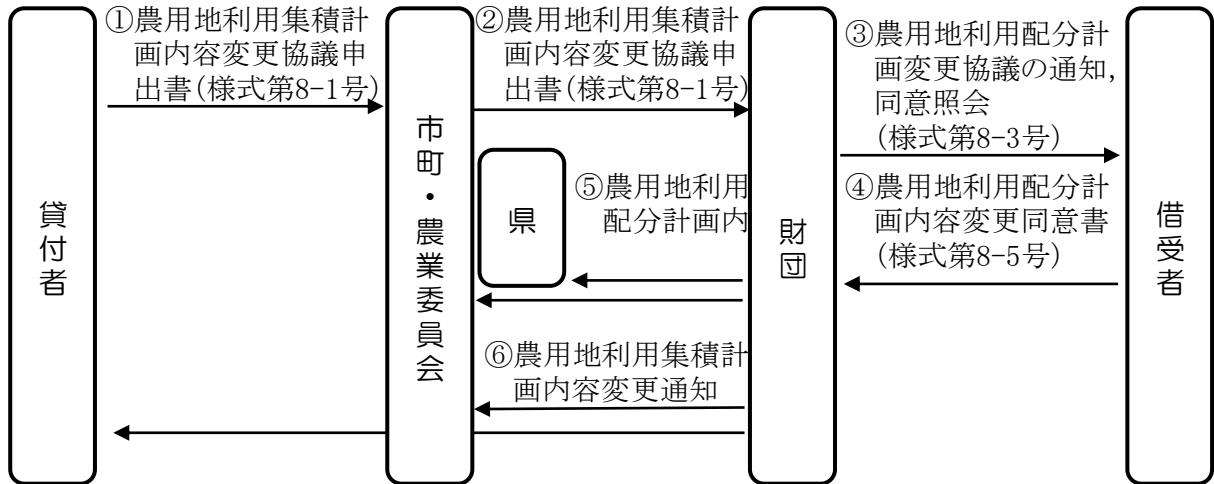 ①農用地利用集積計
画内容変更協議申
出書(様式第8-1号)
②農用地利用集積計
画内容変更協議申
出書(様式第8-1号)
③農用地利用配分計
画変更協議の通知,
同意照会
(様式第8-3号)
④農用地利用配分計
画内容変更同意書
(様式第8-5号)
⑤農用地利用
配分計画内
⑥農用地利用集積計
画内容変更通知
貸付者
市町・農業委員会
県
財団
借受者